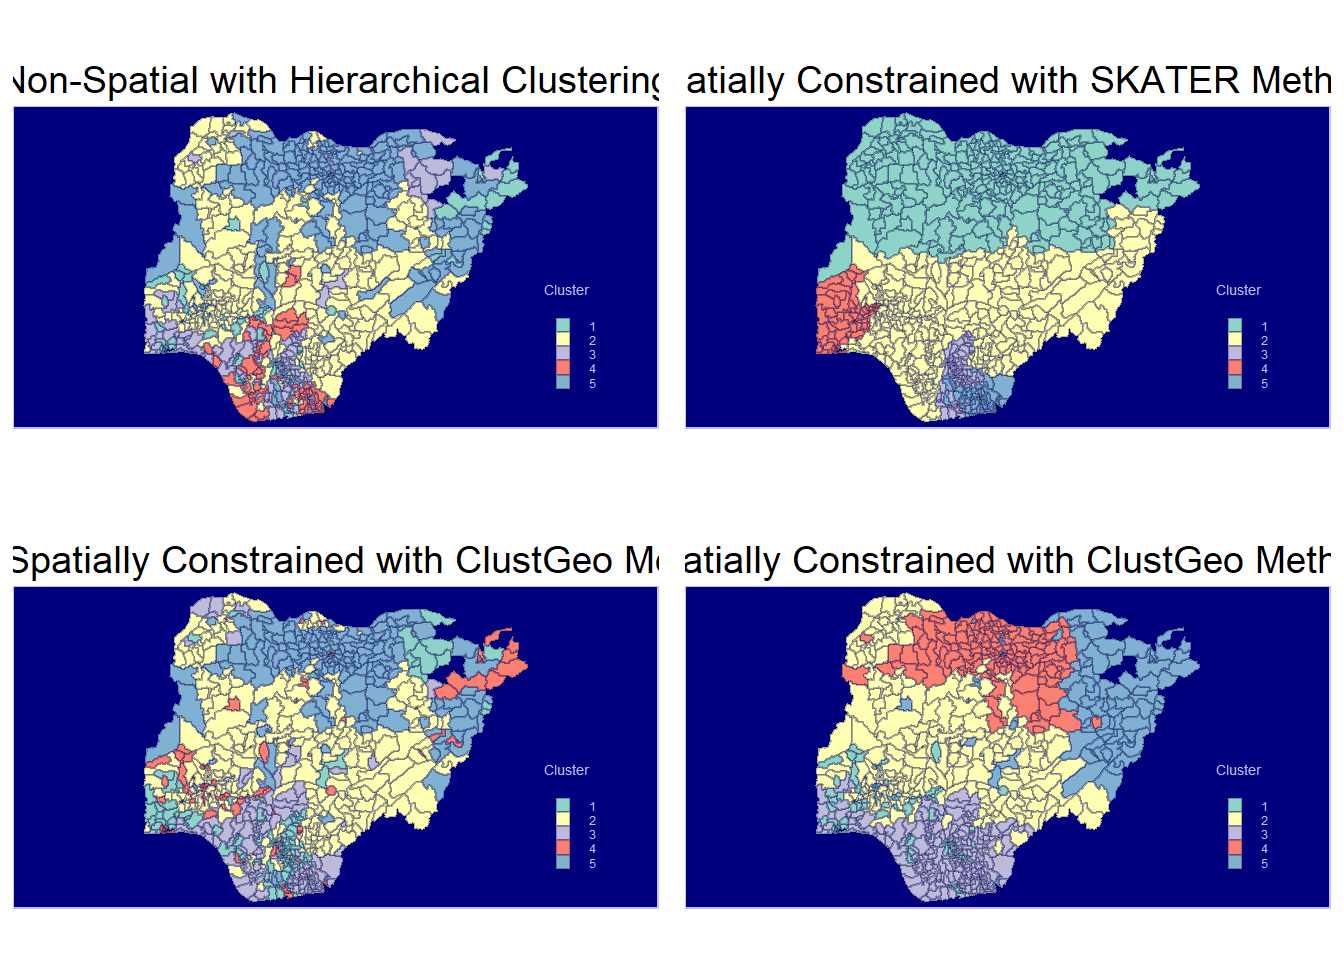 Non-Spatial with Hierarchical Clustering
Cluster
1
2
3
4
5
atially Constrained with SKATER Meth
Cluster
1
2
3
4
5
Spatially Constrained with ClustGeo Me
Cluster
1
2
3
4
5
atially Constrained with ClustGeo Meth
Cluster
1
2
3
4
5